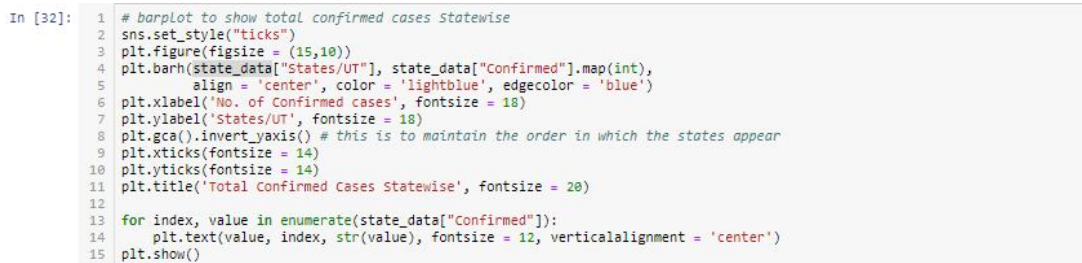 In [32]:
1 # barplot to show total confirmed cases Statewise
2 sns.set_style("ticks")
3 plt.figure(figsize = (15,10))
4 plt.barh(state_data["States/UT"], state_data["Confirmed"].map(int),
5 align = 'center', color = 'lightblue', edgecolor = 'blue')
6 plt.xlabel('No. of Confirmed cases', fontsize = 18)
7 plt.ylabel('States/UT', fontsize = 18)
8 plt.gca().invert_yaxis() # this is to maintain the order in which the states appear
9 plt.xticks(fontsize = 14)
10 plt.yticks(fontsize = 14)
11 plt.title('Total Confirmed Cases Statewise', fontsize = 20)
12
13 for index, value in enumerate(state_data["Confirmed"]):
14 plt.text(value, index, str(value), fontsize = 12, verticalalignment = 'center')
15 plt.show()